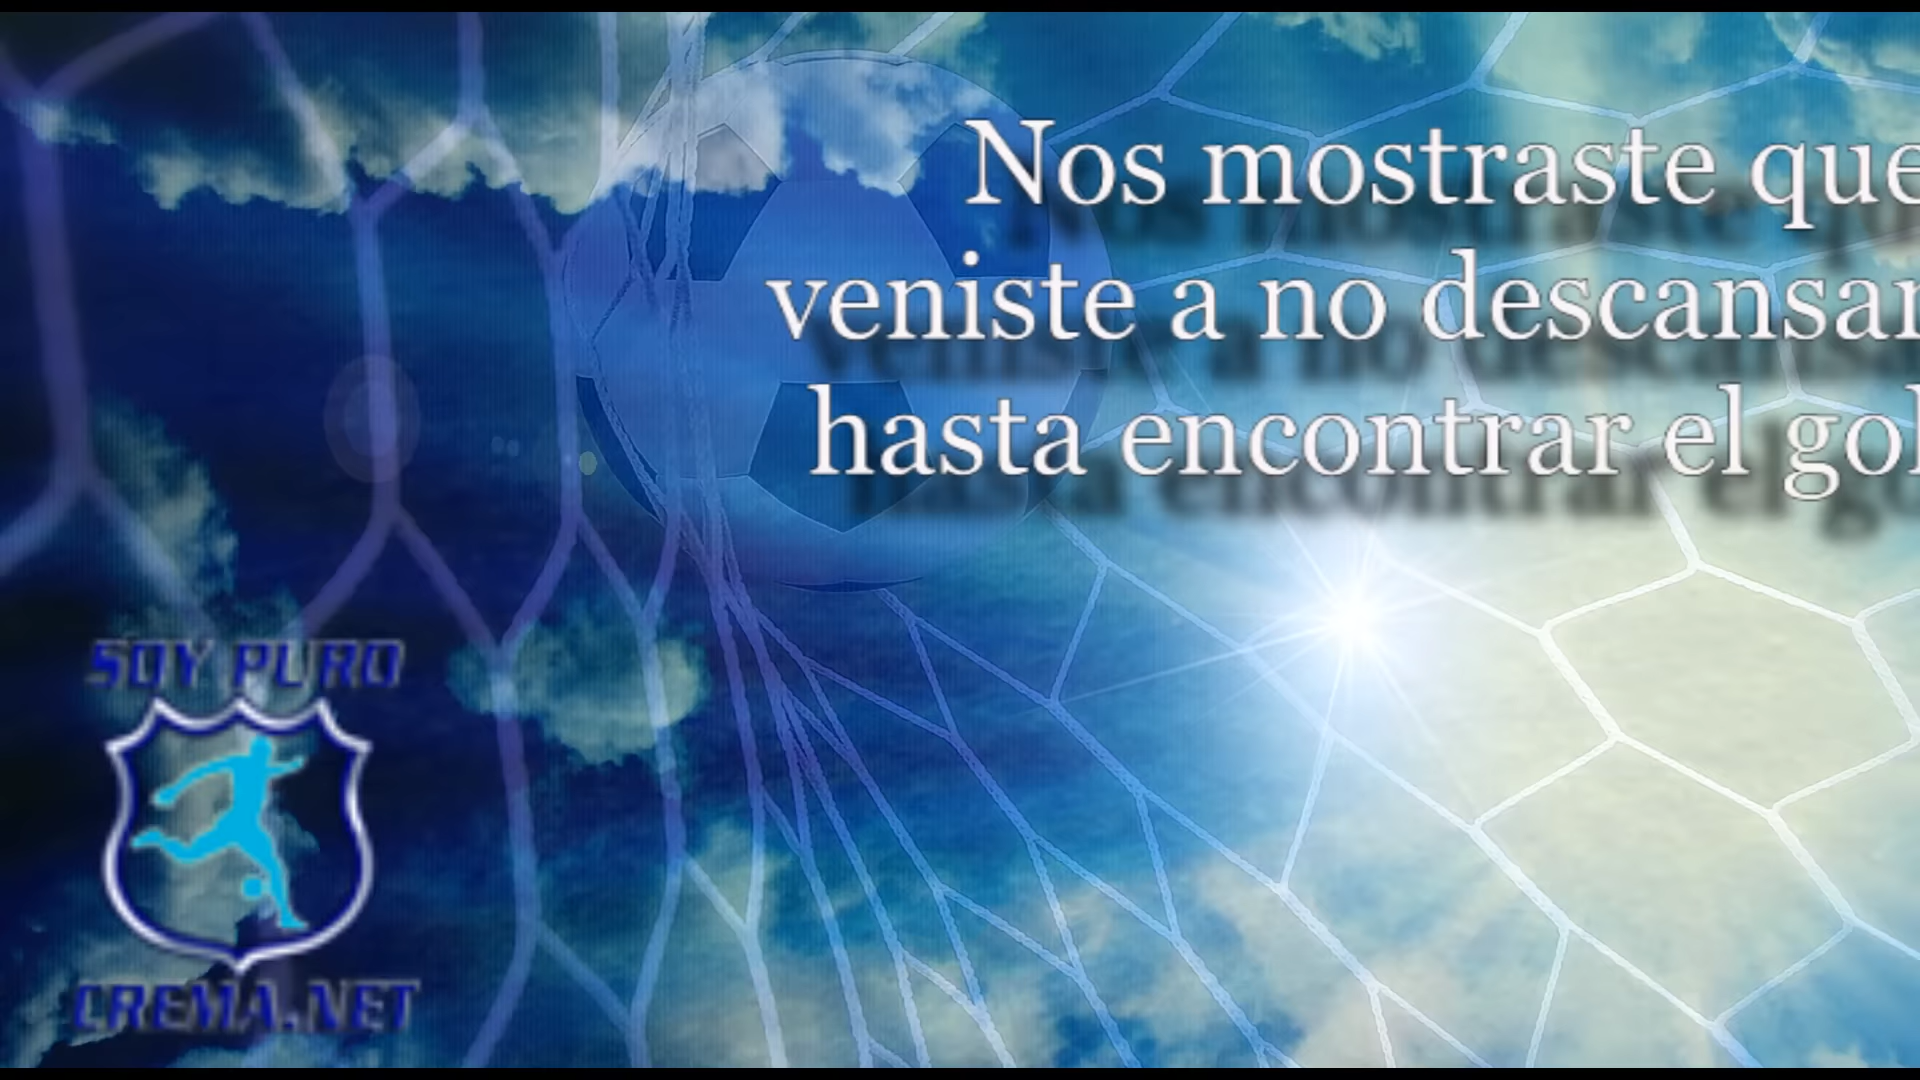 Nos mostraste que
veniste a no descansar
hasta encontrar el gol
SOY PURO
CREMA.NET